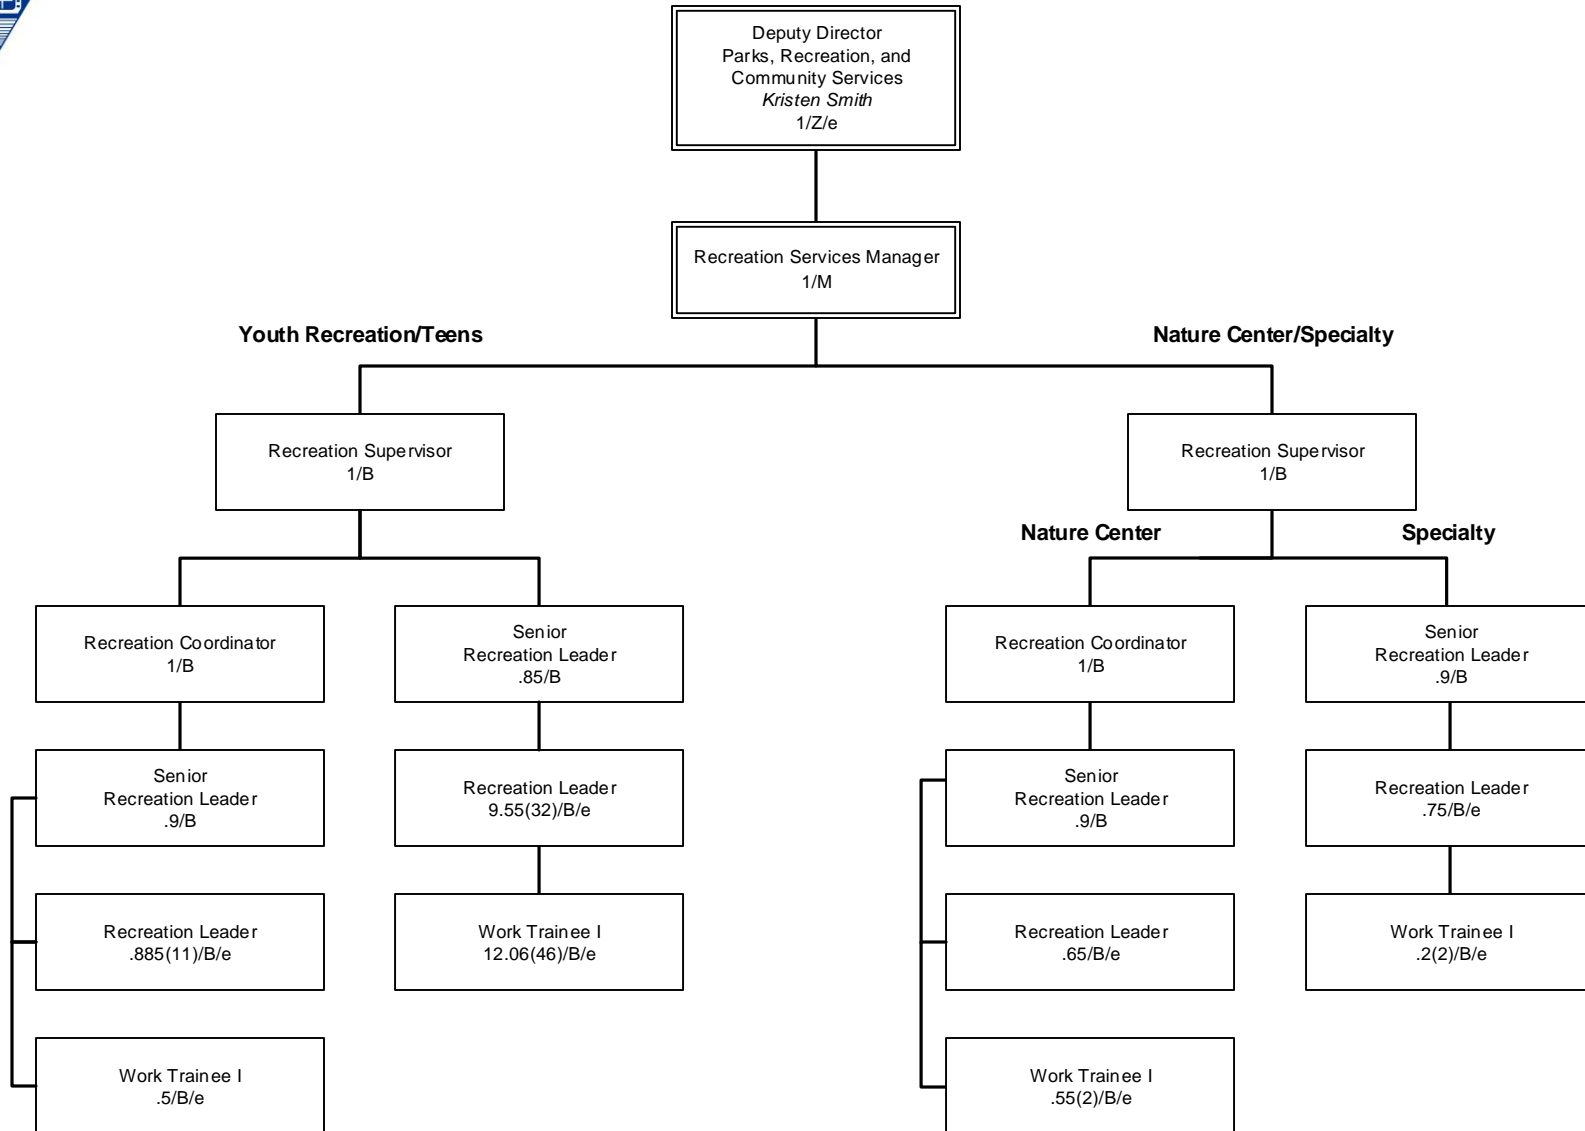 Deputy Director
Parks, Recreation, and
Community Services
Kristen Smith
1/Z/e
Recreation Services Manager
1/M
Youth Recreation/Teens
Nature Center/Specialty
Recreation Supervisor
1/B
Recreation Supervisor
1/B
Nature Center
Specialty
Recreation Coordinator
1/B
Senior
Recreation Leader
.85/B
Recreation Coordinator
1/B
Senior
Recreation Leader
.9/B
Senior
Recreation Leader
.9/B
Recreation Leader
9.55(32)/B/e
Senior
Recreation Leader
.9/B
Recreation Leader
.75/B/e
Recreation Leader
.885(11)/B/e
Work Trainee I
12.06(46)/B/e
Recreation Leader
.65/B/e
Work Trainee I
.2(2)/B/e
Work Trainee I
.5/B/e
Work Trainee I
.55(2)/B/e